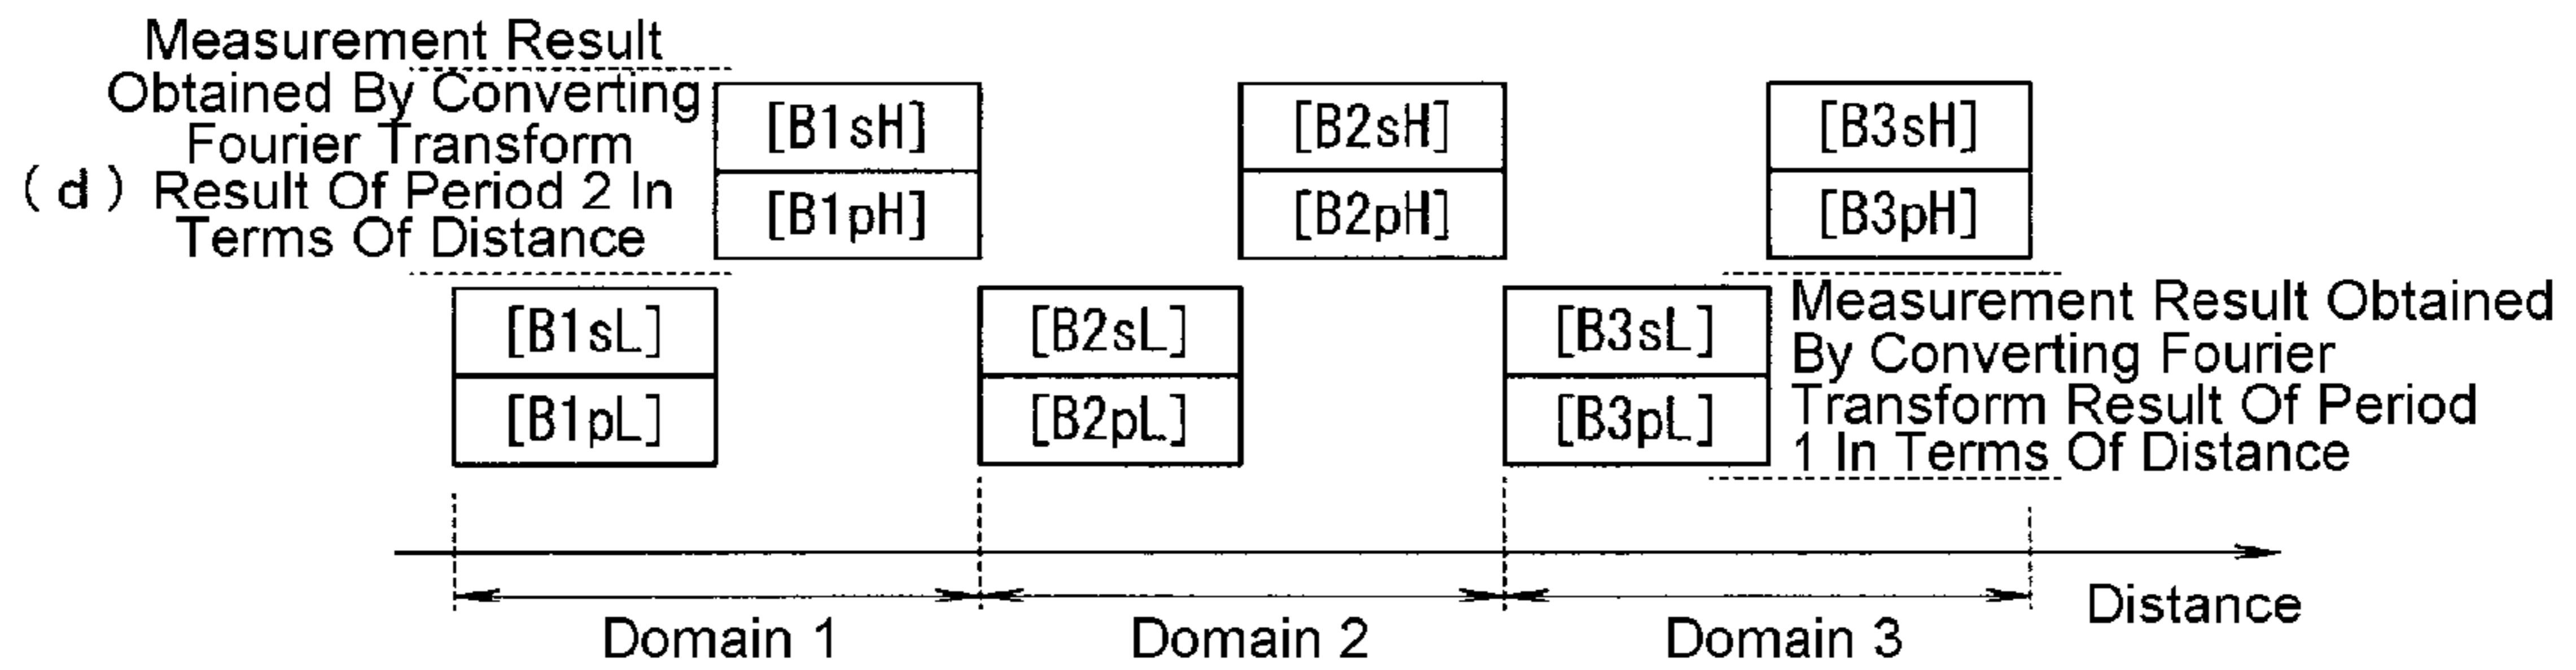 Measurement Result
Obtained By Converting
Fourier Transform
(d) Result Of Period 2 In
Terms Of Distance
[B1sH] [B2sH] [B3sH]
[B1pH] [B2pH] [B3pH]
[B1sL] [B2sL] [B3sL]
[B1pL] [B2pL] [B3pL]
Measurement Result Obtained
By Converting Fourier
Transform Result Of Period
1 In Terms Of Distance
Distance
Domain 1 Domain 2 Domain 3